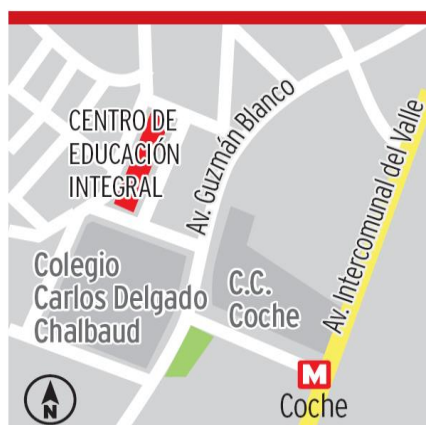 CENTRO DE
EDUCACIÓN
INTEGRAL
Av. Guzmán Blanco
Av. Intercomunal del Valle
Colegio
Carlos Delgado
Chalbaud
C.C.
Coche
M
Coche
N